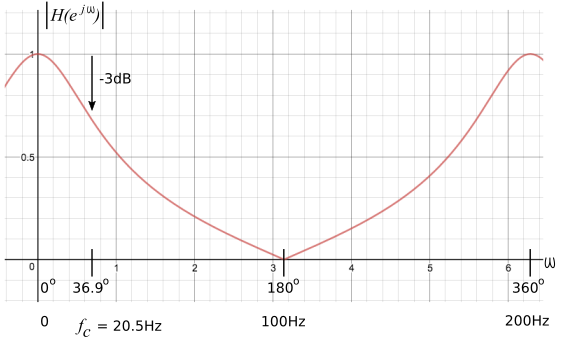 |H(e^{jω})|
1
-3dB
0.5
0 1 2 3 4 5 6 ω
0° 36.9° 180° 360°
0 f_c = 20.5Hz 100Hz 200Hz